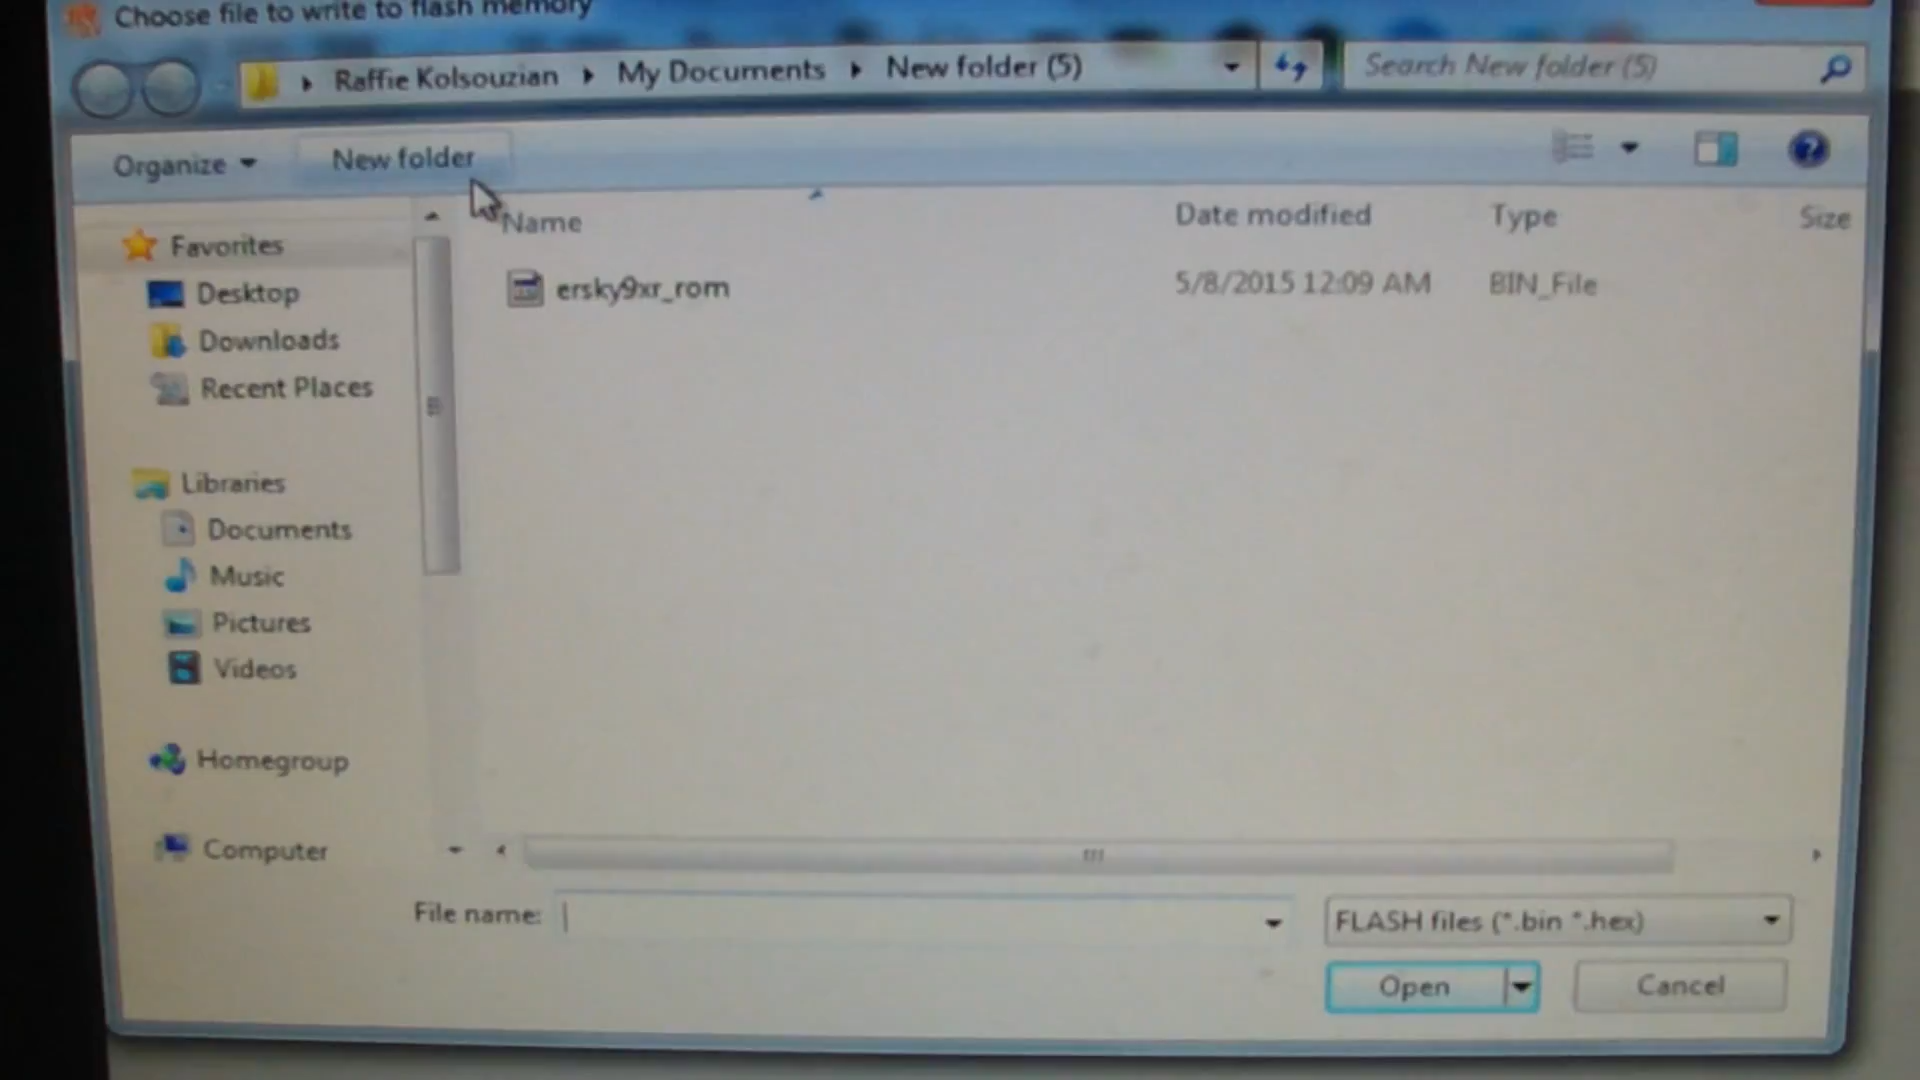 Choose file to write to flash memory
Raffie Kolsouzian My Documents New folder (5)
Search New folder (5)
Organize New folder
Name Date modified Type Size
Favorites
ersky9xr_rom 5/8/2015 12:09 AM BIN_File
Desktop
Downloads
Recent Places
Libraries
Documents
Music
Pictures
Videos
Homegroup
Computer
File name:
FLASH files (*.bin *.hex)
Open Cancel